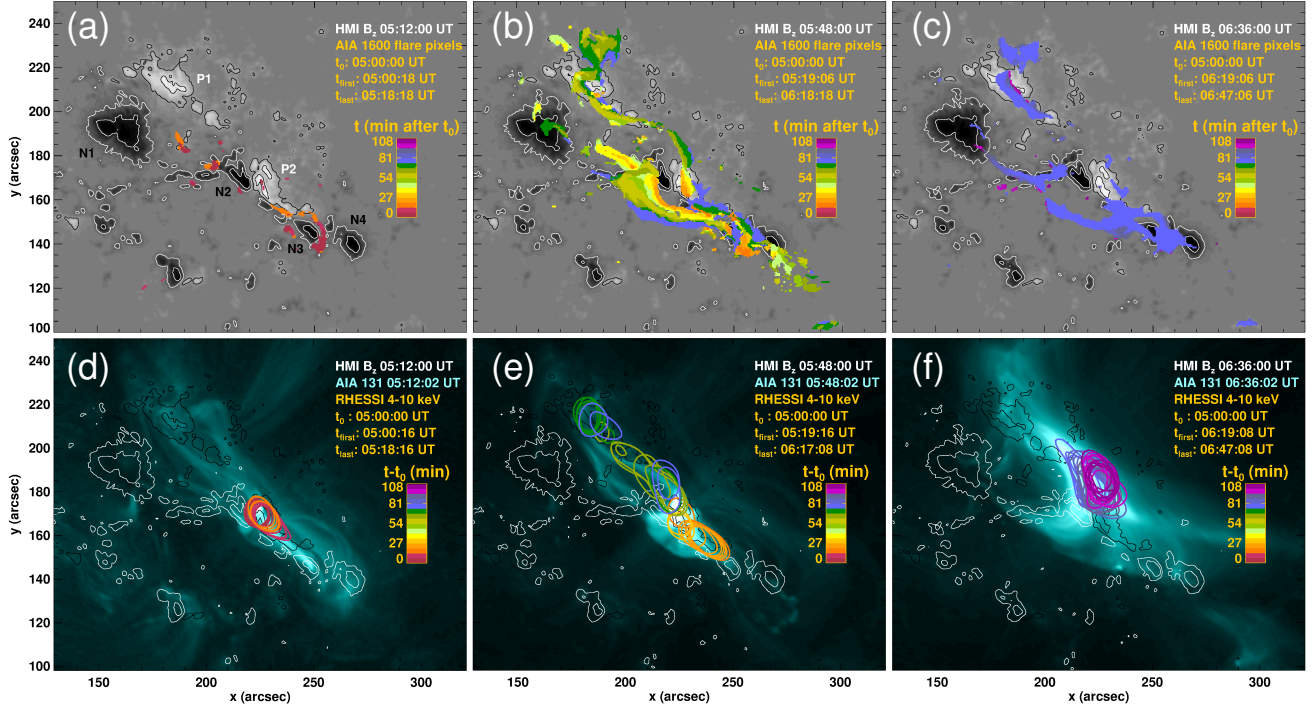 (a)
HMI Bz 05:12:00 UT
AIA 1600 flare pixels
t0: 05:00:00 UT
tfirst: 05:00:18 UT
tlast: 05:18:18 UT
t (min after t0)
108
81
54
27
0
P1
N1
N2
P2
N3
N4
240
220
200
180
160
140
120
100
y (arcsec)
(b)
HMI Bz 05:48:00 UT
AIA 1600 flare pixels
t0: 05:00:00 UT
tfirst: 05:19:06 UT
tlast: 06:18:18 UT
t (min after t0)
108
81
54
27
0
(c)
HMI Bz 06:36:00 UT
AIA 1600 flare pixels
t0: 05:00:00 UT
tfirst: 06:19:06 UT
tlast: 06:47:06 UT
t (min after t0)
108
81
54
27
0
(d)
HMI Bz 05:12:00 UT
AIA 131 05:12:02 UT
RHESSI 4-10 keV
t0 : 05:00:00 UT
tfirst: 05:00:16 UT
tlast: 05:18:16 UT
t-t0 (min)
108
81
54
27
0
240
220
200
180
160
140
120
100
y (arcsec)
150
200
250
300
x (arcsec)
(e)
HMI Bz 05:48:00 UT
AIA 131 05:48:02 UT
RHESSI 4-10 keV
t0 : 05:00:00 UT
tfirst: 05:19:16 UT
tlast: 06:17:08 UT
t-t0 (min)
108
81
54
27
0
150
200
250
300
x (arcsec)
(f)
HMI Bz 06:36:00 UT
AIA 131 06:36:02 UT
RHESSI 4-10 keV
t0 : 05:00:00 UT
tfirst: 06:19:08 UT
tlast: 06:47:08 UT
t-t0 (min)
108
81
54
27
0
150
200
250
300
x (arcsec)